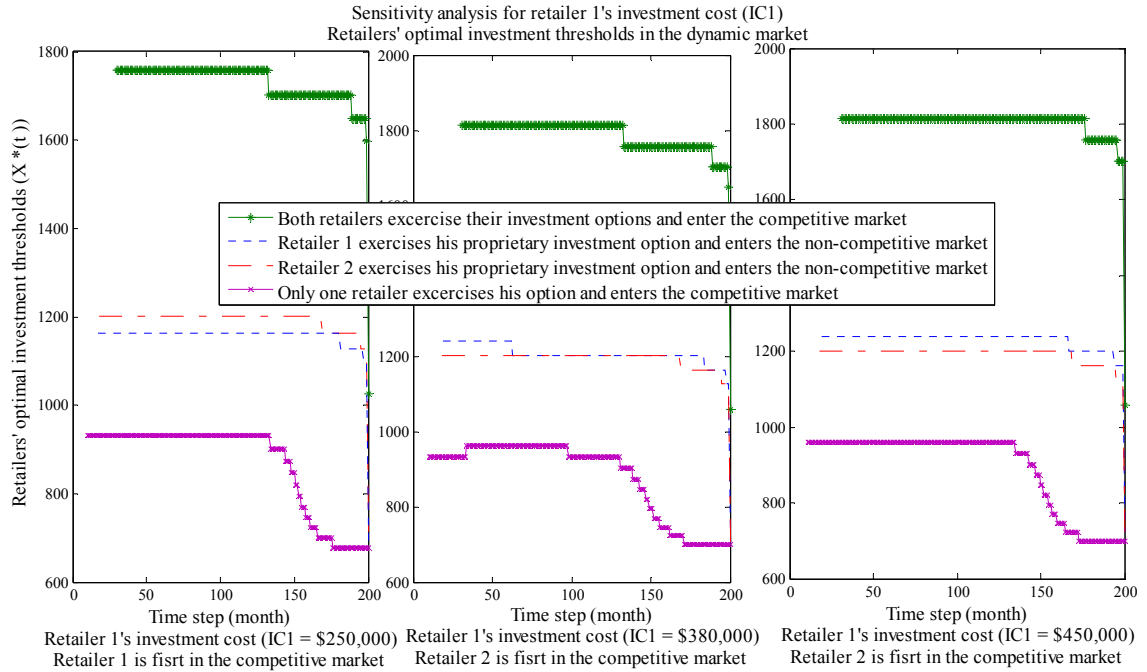 Sensitivity analysis for retailer 1's investment cost (IC1)
Retailers' optimal investment thresholds in the dynamic market
Retailers' optimal investment thresholds (X *(t ))
1800
1600
1400
1200
1000
800
600
0
50
100
150
200
Time step (month)
Retailer 1's investment cost (IC1 = $250,000)
Retailer 1 is fisrt in the competitive market
2000
1800
1200
1000
800
600
0
50
100
150
200
Time step (month)
Retailer 1's investment cost (IC1 = $380,000)
Retailer 2 is fisrt in the competitive market
2000
1800
1600
1400
1200
1000
800
600
0
50
100
150
200
Time step (month)
Retailer 1's investment cost (IC1 = $450,000)
Retailer 2 is fisrt in the competitive market
Both retailers excercise their investment options and enter the competitive market
Retailer 1 exercises his proprietary investment option and enters the non-competitive market
Retailer 2 exercises his proprietary investment option and enters the non-competitive market
Only one retailer excercises his option and enters the competitive market